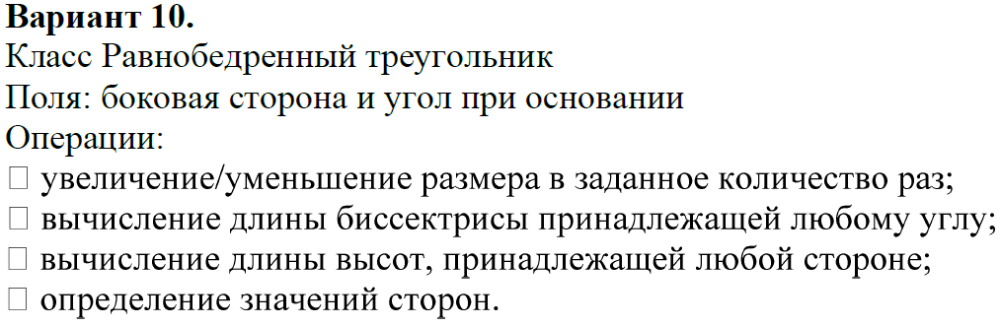 Вариант 10.
Класс Равнобедренный треугольник
Поля: боковая сторона и угол при основании
Операции:
□ увеличение/уменьшение размера в заданное количество раз;
□ вычисление длины биссектрисы принадлежащей любому углу;
□ вычисление длины высот, принадлежащей любой стороне;
□ определение значений сторон.